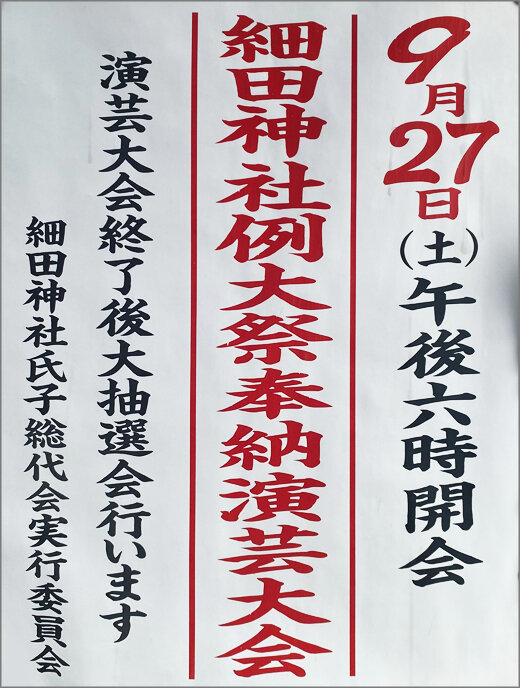 9月27日(土)午後六時開会
細田神社例大祭奉納演芸大会
演芸大会終了後大抽選会行います
細田神社氏子総代会実行委員会